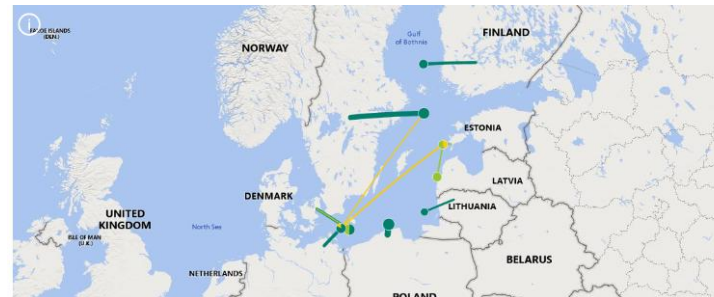 FAROE ISLANDS
(DEN.)
NORWAY
Gulf
of Bothnia
FINLAND
ESTONIA
LATVIA
DENMARK
LITHUANIA
UNITED
KINGDOM
North Sea
ISLE OF MAN
(U.K.)
BELARUS
NETHERLANDS
POLAND